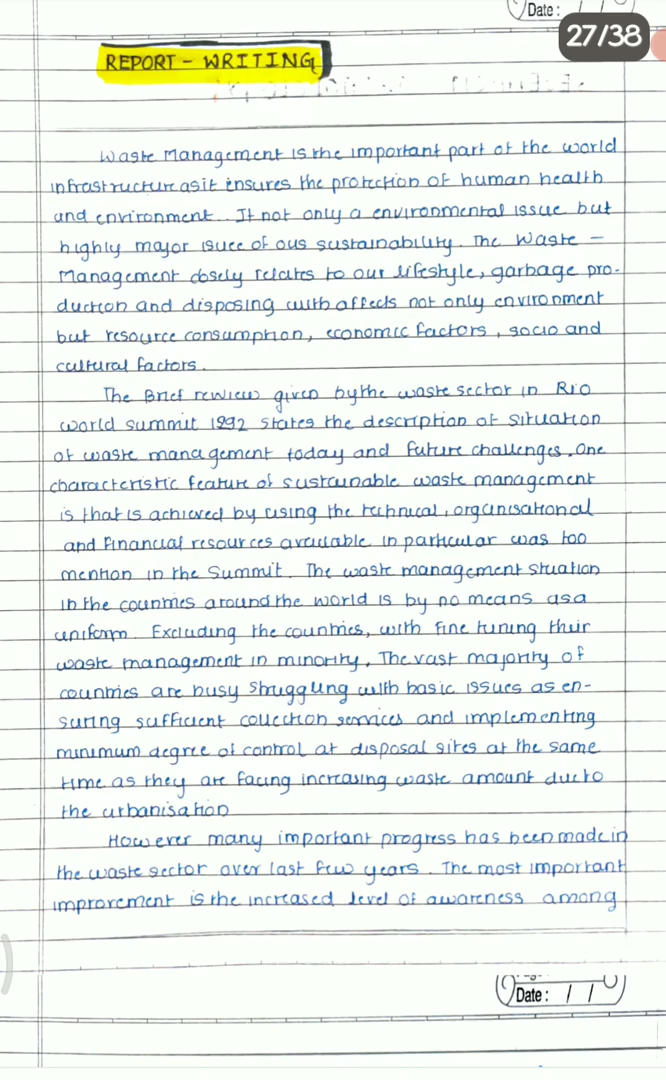 Date : / /
27/38
REPORT - WRITING
Waste Management is the important part of the world
infrastructure as it ensures the protection of human health
and environment. It not only a environmental issue but
highly major isuee of ous sustainability. The Waste -
Management closely relates to our lifestyle, garbage pro-
duction and disposing with affects not only environment
but resource consumption, economic factors, socio and
cultural factors.
The Brief rewiew given by the waste sector in Rio
world summit 1992 states the description of situation
of waste management today and future challenges. One
characteristic feature of sustainable waste management
is that is achieved by using the technical, organisational
and financial resources available in particular was too
mention in the Summit. The waste management stuation
in the countries around the world is by no means as a
uniform. Excluding the countries, with fine tuning their
waste management in minority, The vast majority of
countries are busy struggling with basic issues as en-
suring sufficient collection services and implementing
minimum degree of control at disposal sites at the same
time as they are facing increasing waste amount due to
the urbanisation
However many important progress has been made in
the waste sector over last few years. The most important
improvement is the increased level of awareness among
Date : / /